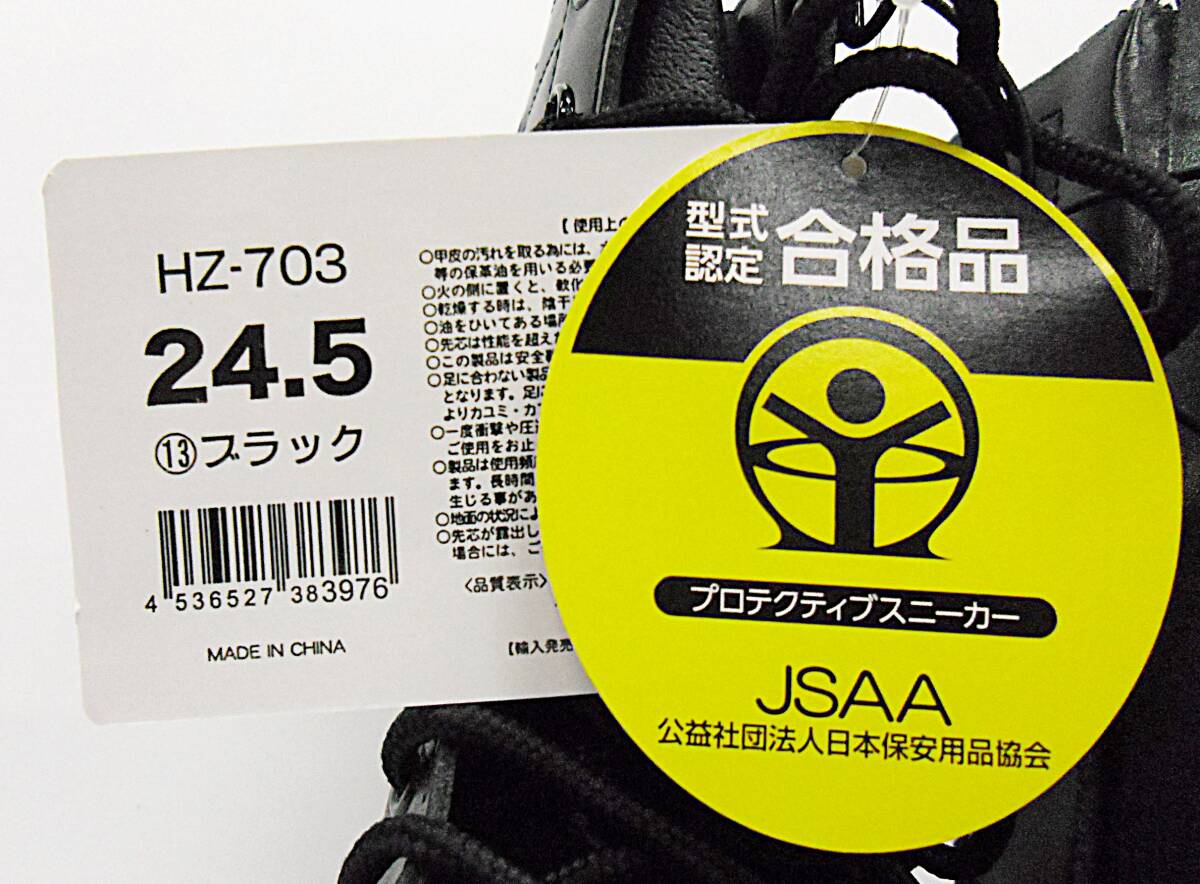 HZ-703
24.5
⑬ブラック
4 536527 383976
MADE IN CHINA
【使用上の
○甲皮の汚れを取る為には、
等の保革油を用いる必要
○火の側に置くと、軟化
○乾燥する時は、陰干
○油をひいてある場所
○先芯は性能を超え
○この製品は安全
○足に合わない製品
となります。足に
よりカユミ・カブ
○一度衝撃や圧迫
ご使用をお止
○製品は使用頻度
ます。長時間
生じる事があ
○地面の状況によ
○先芯が露出し
場合には、ご
〈品質表示〉
【輸入発売
型式
認定
合格品
プロテクティブスニーカー
JSAA
公益社団法人日本保安用品協会